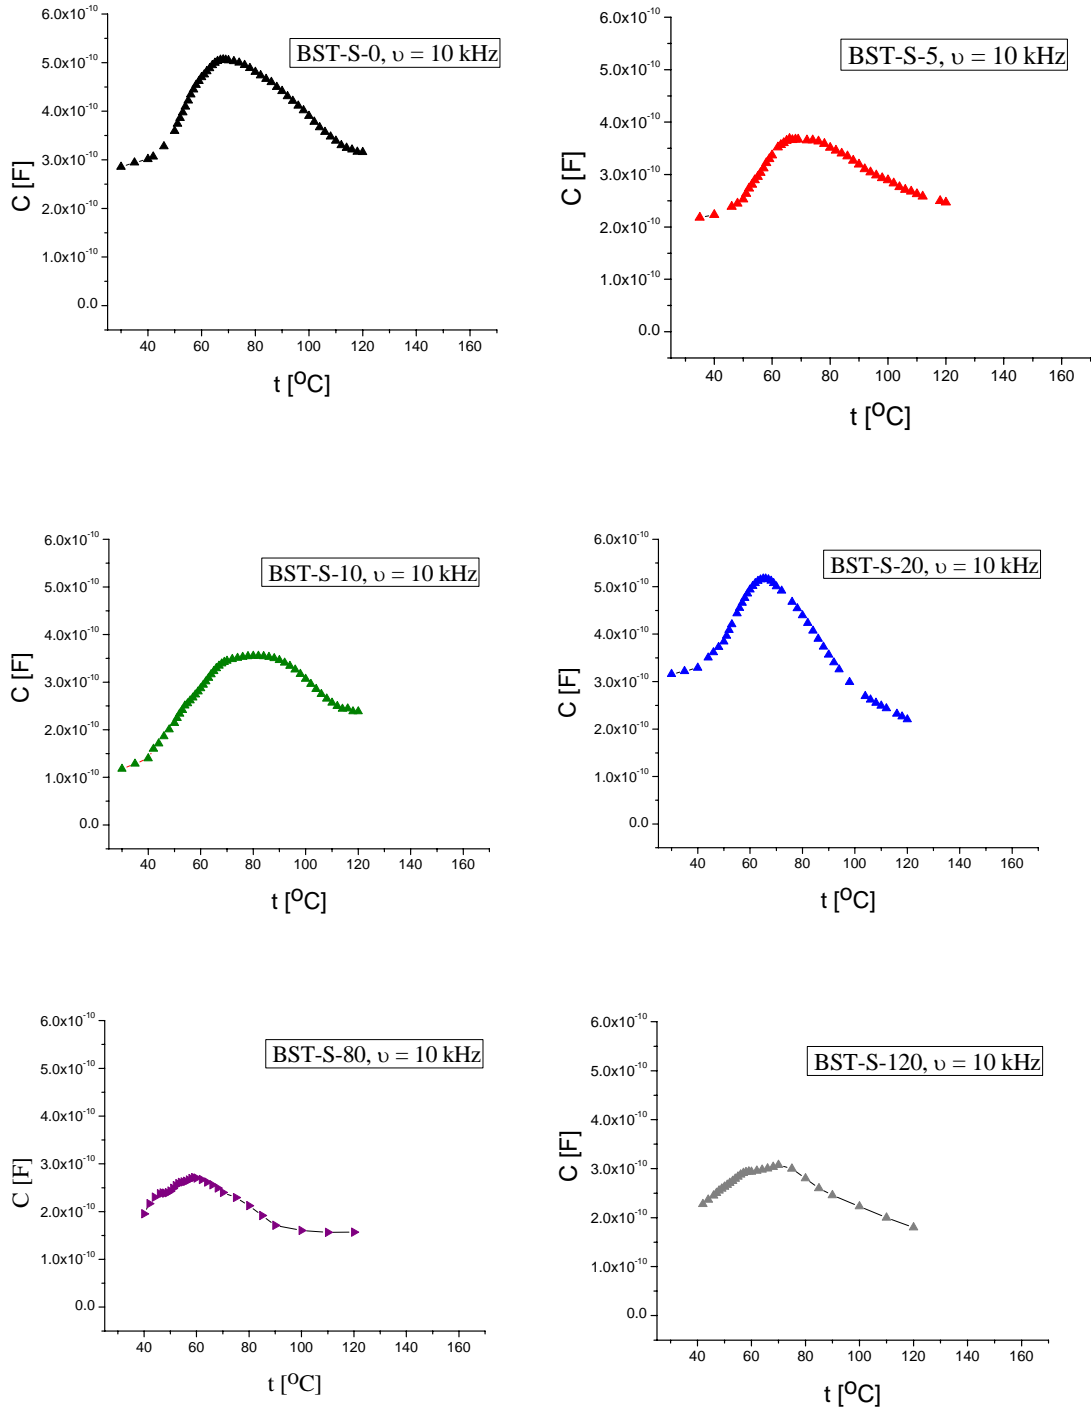 BST-S-0, υ = 10 kHz
6.0x10⁻¹⁰
5.0x10⁻¹⁰
4.0x10⁻¹⁰
3.0x10⁻¹⁰
2.0x10⁻¹⁰
1.0x10⁻¹⁰
0.0
C [F]
40 60 80 100 120 140 160
t [ºC]
BST-S-5, υ = 10 kHz
6.0x10⁻¹⁰
5.0x10⁻¹⁰
4.0x10⁻¹⁰
3.0x10⁻¹⁰
2.0x10⁻¹⁰
1.0x10⁻¹⁰
0.0
C [F]
40 60 80 100 120 140 160
t [ºC]
BST-S-10, υ = 10 kHz
6.0x10⁻¹⁰
5.0x10⁻¹⁰
4.0x10⁻¹⁰
3.0x10⁻¹⁰
2.0x10⁻¹⁰
1.0x10⁻¹⁰
0.0
C [F]
40 60 80 100 120 140 160
t [ºC]
BST-S-20, υ = 10 kHz
6.0x10⁻¹⁰
5.0x10⁻¹⁰
4.0x10⁻¹⁰
3.0x10⁻¹⁰
2.0x10⁻¹⁰
1.0x10⁻¹⁰
0.0
C [F]
40 60 80 100 120 140 160
t [ºC]
BST-S-80, υ = 10 kHz
6.0x10⁻¹⁰
5.0x10⁻¹⁰
4.0x10⁻¹⁰
3.0x10⁻¹⁰
2.0x10⁻¹⁰
1.0x10⁻¹⁰
0.0
C [F]
40 60 80 100 120 140 160
t [ºC]
BST-S-120, υ = 10 kHz
6.0x10⁻¹⁰
5.0x10⁻¹⁰
4.0x10⁻¹⁰
3.0x10⁻¹⁰
2.0x10⁻¹⁰
1.0x10⁻¹⁰
0.0
C [F]
40 60 80 100 120 140 160
t [ºC]